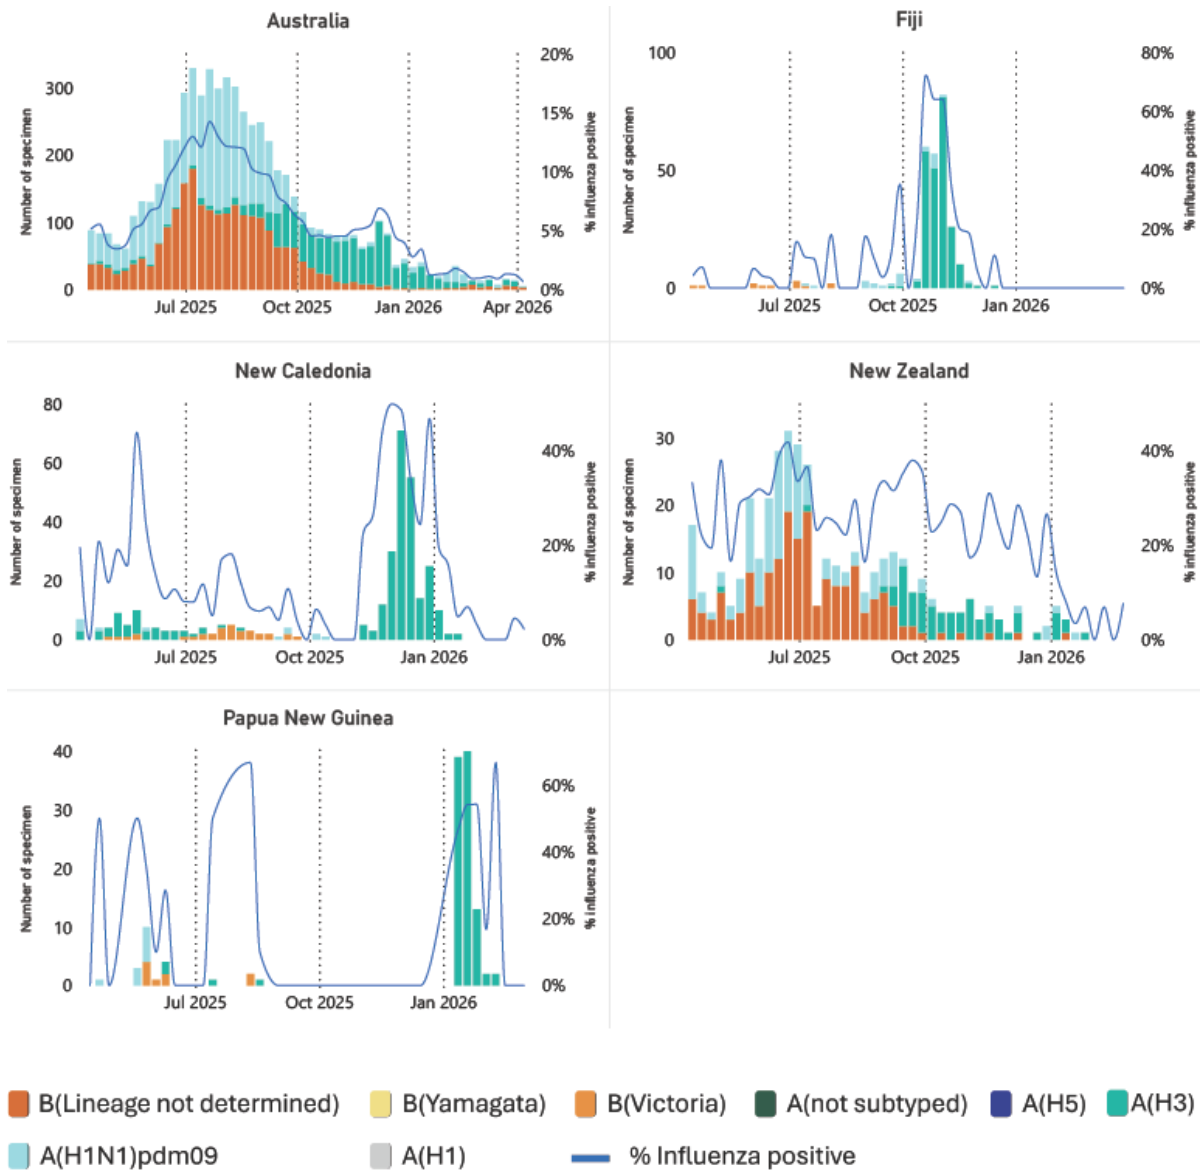 Australia
Number of specimen
300
200
100
0
20%
15%
10%
5%
0%
% influenza positive
Jul 2025 Oct 2025 Jan 2026 Apr 2026
Fiji
Number of specimen
100
50
0
80%
60%
40%
20%
0%
% influenza positive
Jul 2025 Oct 2025 Jan 2026
New Caledonia
Number of specimen
80
60
40
20
0
40%
20%
0%
% influenza positive
Jul 2025 Oct 2025 Jan 2026
New Zealand
Number of specimen
30
20
10
0
40%
20%
0%
% influenza positive
Jul 2025 Oct 2025 Jan 2026
Papua New Guinea
Number of specimen
40
30
20
10
0
60%
40%
20%
0%
% influenza positive
Jul 2025 Oct 2025 Jan 2026
B(Lineage not determined) B(Yamagata) B(Victoria) A(not subtyped) A(H5) A(H3)
A(H1N1)pdm09 A(H1) % Influenza positive